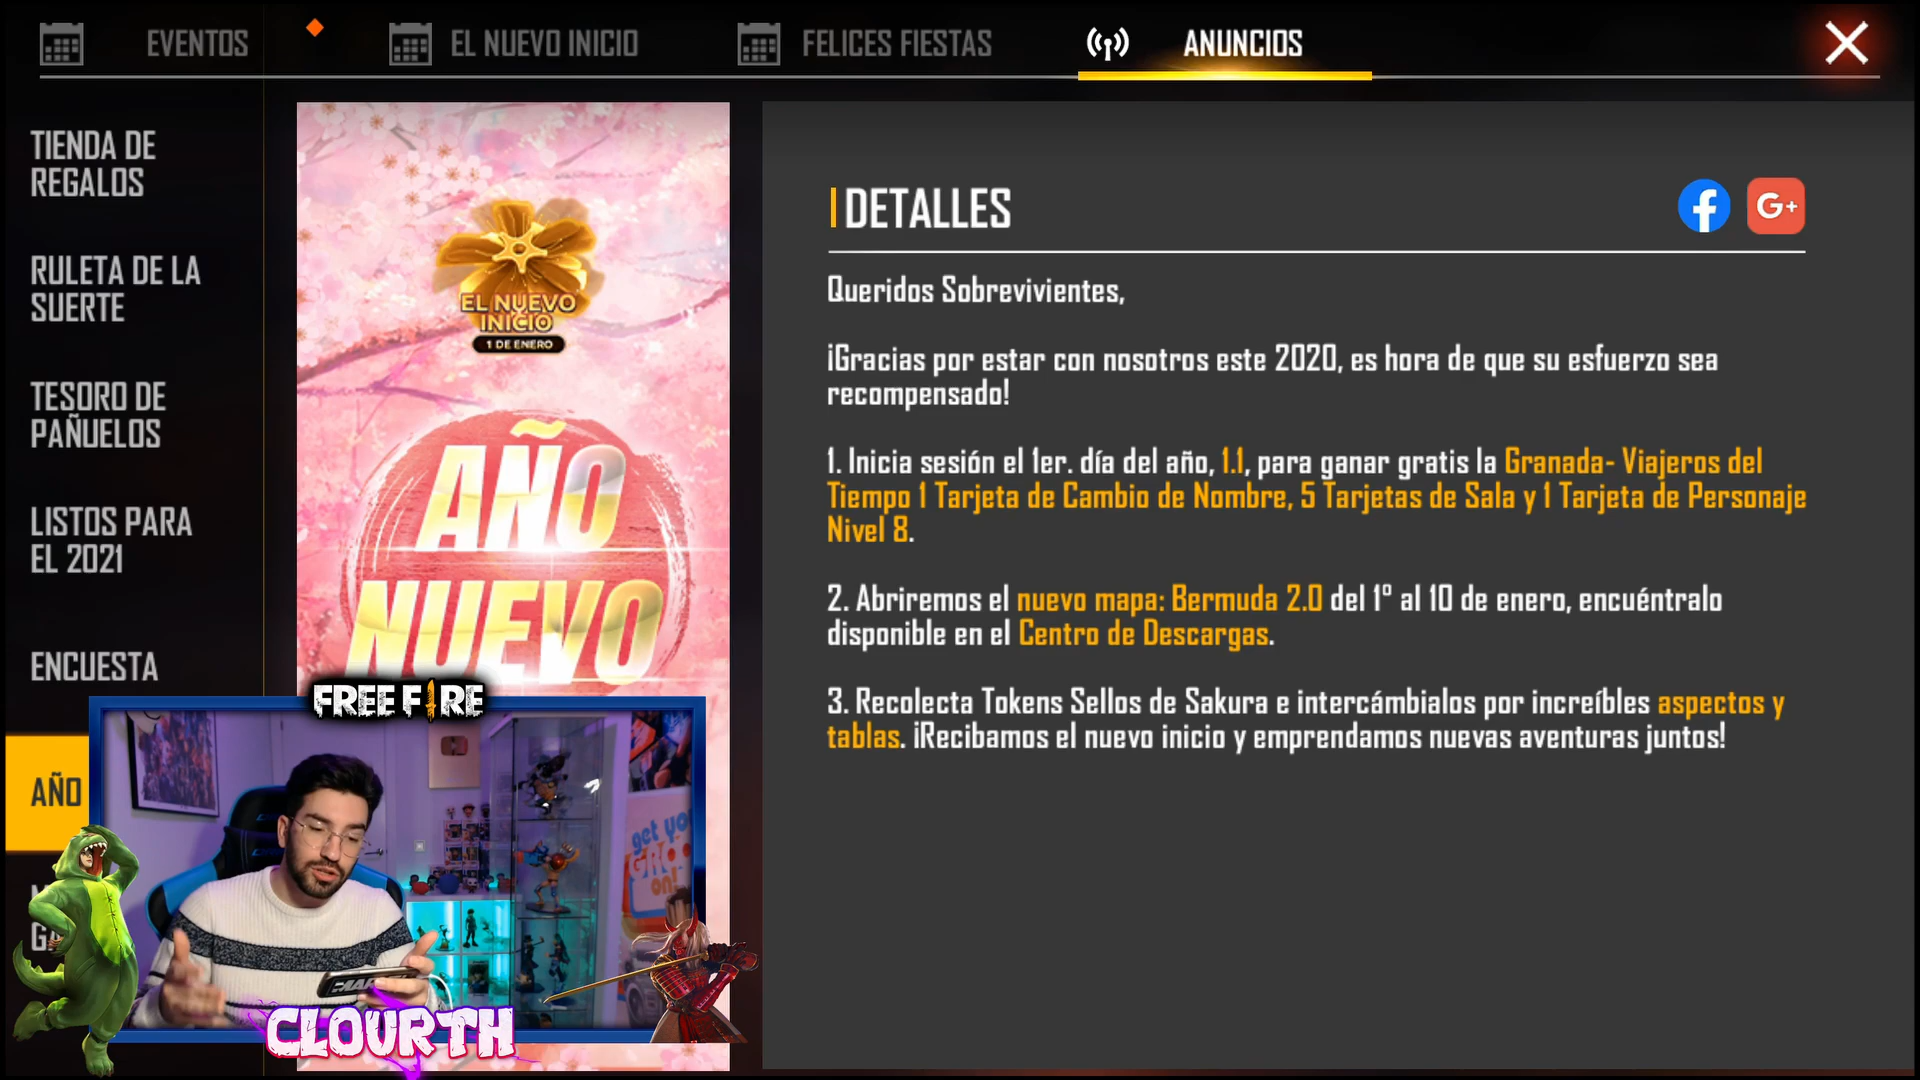 EVENTOS
EL NUEVO INICIO
FELICES FIESTAS
ANUNCIOS
TIENDA DE
REGALOS
RULETA DE LA
SUERTE
TESORO DE
PAÑUELOS
LISTOS PARA
EL 2021
ENCUESTA
AÑO
EL NUEVO
INICIO
1 DE ENERO
AÑO
NUEVO
FREE FIRE
get yo
GROO
on!
CLOURTH
DETALLES
G+
Queridos Sobrevivientes,
¡Gracias por estar con nosotros este 2020, es hora de que su esfuerzo sea
recompensado!
1. Inicia sesión el 1er. día del año, 1.1, para ganar gratis la Granada- Viajeros del
Tiempo 1 Tarjeta de Cambio de Nombre, 5 Tarjetas de Sala y 1 Tarjeta de Personaje
Nivel 8.
2. Abriremos el nuevo mapa: Bermuda 2.0 del 1° al 10 de enero, encuéntralo
disponible en el Centro de Descargas.
3. Recolecta Tokens Sellos de Sakura e intercámbialos por increíbles aspectos y
tablas. ¡Recibamos el nuevo inicio y emprendamos nuevas aventuras juntos!